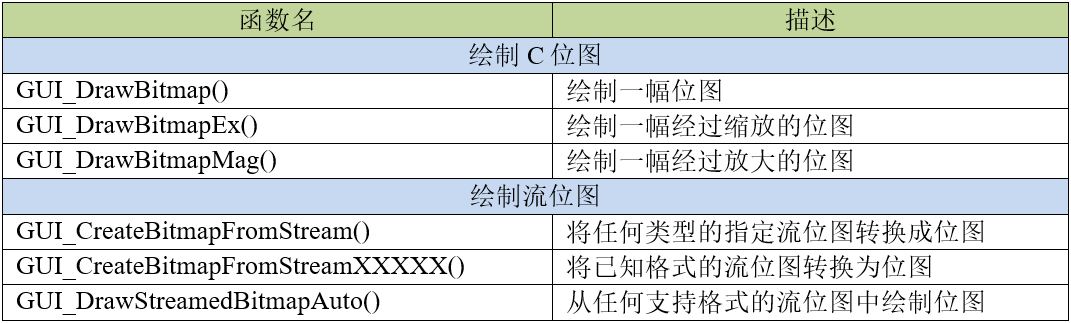 函数名 描述
绘制 C 位图
GUI_DrawBitmap() 绘制一幅位图
GUI_DrawBitmapEx() 绘制一幅经过缩放的位图
GUI_DrawBitmapMag() 绘制一幅经过放大的位图
绘制流位图
GUI_CreateBitmapFromStream() 将任何类型的指定流位图转换成位图
GUI_CreateBitmapFromStreamXXXXX() 将已知格式的流位图转换为位图
GUI_DrawStreamedBitmapAuto() 从任何支持格式的流位图中绘制位图